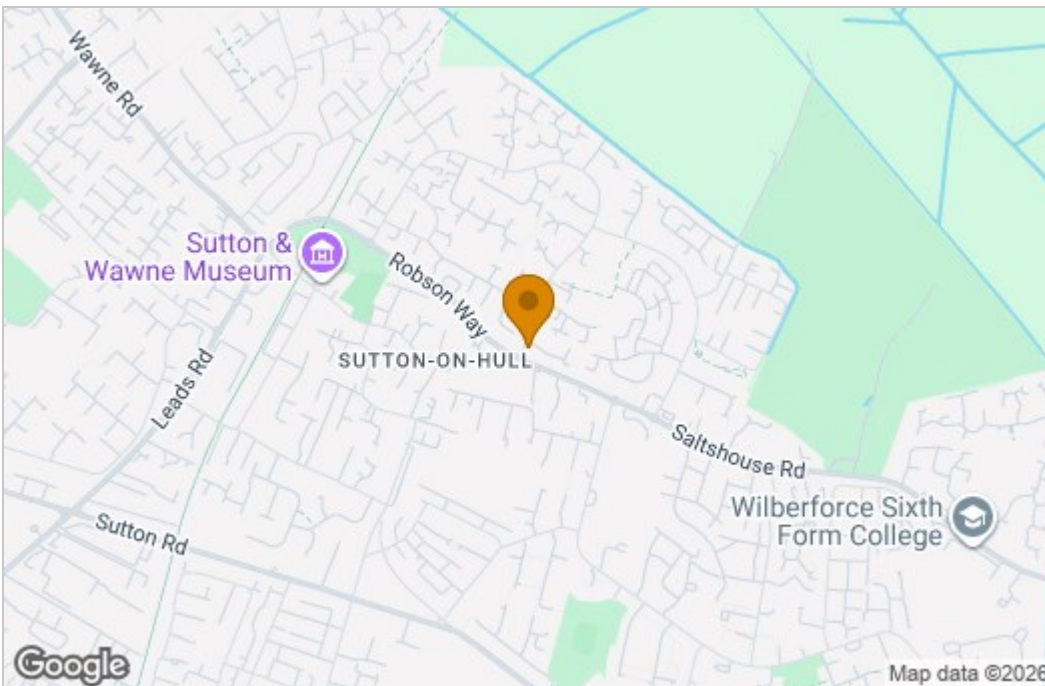 Wawne Rd
Sutton &
Wawne Museum
Robson Way
SUTTON-ON-HULL
Leads Rd
Saltshouse Rd
Wilberforce Sixth
Form College
Sutton Rd
Google
Map data ©2026